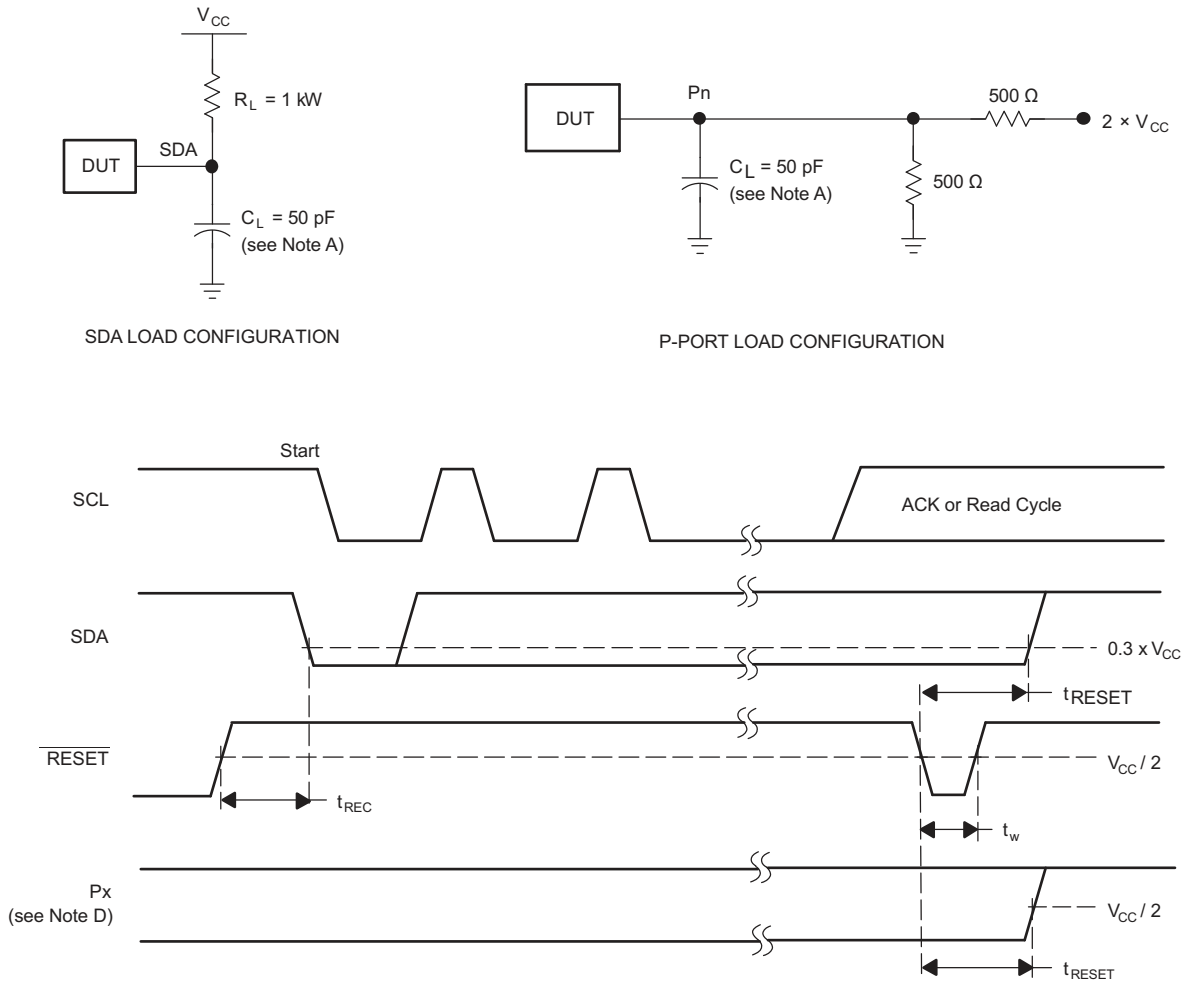 V_CC
R_L = 1 kW
DUT
SDA
C_L = 50 pF
(see Note A)
SDA LOAD CONFIGURATION
DUT
Pn
500 Ω
2 × V_CC
C_L = 50 pF
(see Note A)
500 Ω
P-PORT LOAD CONFIGURATION
Start
SCL
ACK or Read Cycle
SDA
0.3 x V_CC
t_RESET
RESET
V_CC / 2
t_REC
t_w
Px
(see Note D)
V_CC / 2
t_RESET